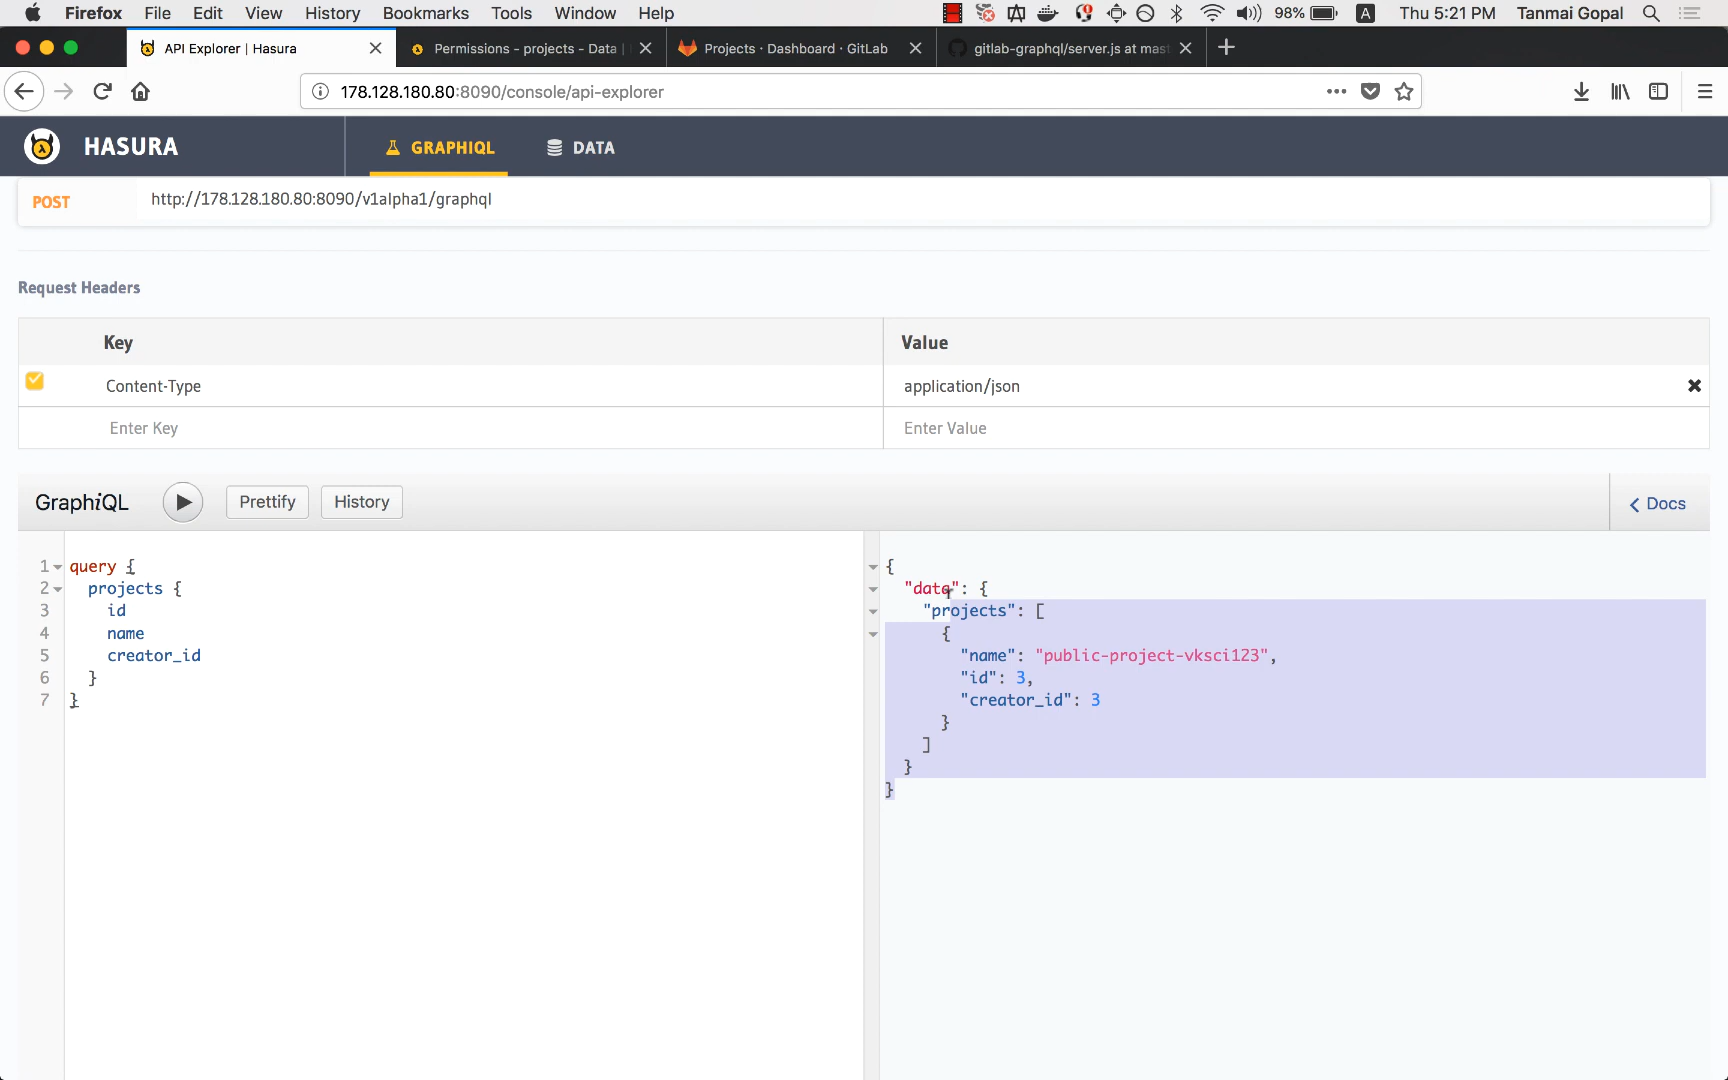 Firefox File Edit View History Bookmarks Tools Window Help 98% A Thu 5:21 PM Tanmai Gopal
API Explorer | Hasura Permissions - projects - Data | Projects · Dashboard · GitLab gitlab-graphql/server.js at mast
178.128.180.80:8090/console/api-explorer
HASURA GRAPHIQL DATA
POST http://178.128.180.80:8090/v1alpha1/graphql
Request Headers
Key Value
Content-Type application/json
Enter Key Enter Value
GraphiQL Prettify History Docs
1 query {
2 projects {
3 id
4 name
5 creator_id
6 }
7 }
{
"data": {
"projects": [
{
"name": "public-project-vksci123",
"id": 3,
"creator_id": 3
}
]
}
}